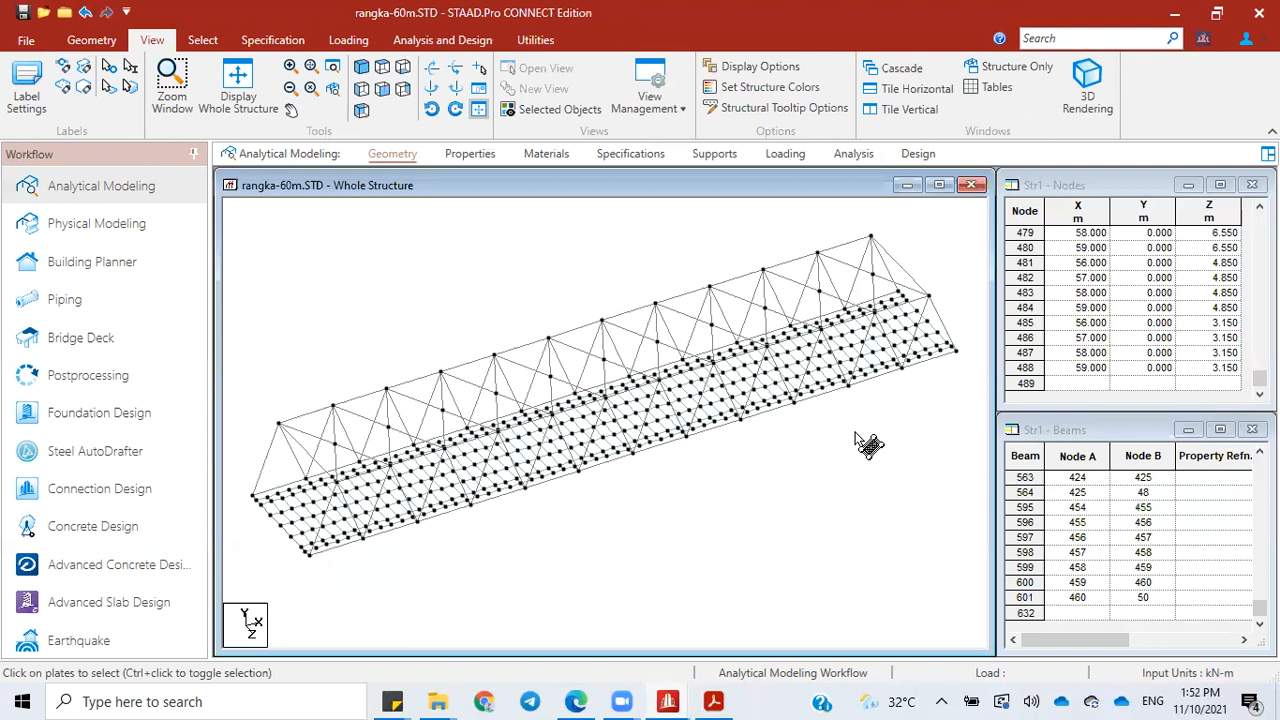 rangka-60m.STD - STAAD.Pro CONNECT Edition
File Geometry View Select Specification Loading Analysis and Design Utilities Search
Label Settings
Zoom Window
Display Whole Structure
Open View
New View
Selected Objects
View Management
Display Options
Set Structure Colors
Structural Tooltip Options
Cascade
Tile Horizontal
Tile Vertical
Structure Only
Tables
3D Rendering
Labels Tools Views Options Windows
Workflow
Analytical Modeling: Geometry Properties Materials Specifications Supports Loading Analysis Design
Analytical Modeling
Physical Modeling
Building Planner
Piping
Bridge Deck
Postprocessing
Foundation Design
Steel AutoDrafter
Connection Design
Concrete Design
Advanced Concrete Desi...
Advanced Slab Design
Earthquake
rangka-60m.STD - Whole Structure
Y
X
Z
Str1 - Nodes
Node X m Y m Z m
479 58.000 0.000 6.550
480 59.000 0.000 6.550
481 56.000 0.000 4.850
482 57.000 0.000 4.850
483 58.000 0.000 4.850
484 59.000 0.000 4.850
485 56.000 0.000 3.150
486 57.000 0.000 3.150
487 58.000 0.000 3.150
488 59.000 0.000 3.150
489
Str1 - Beams
Beam Node A Node B Property Refn.
563 424 425
564 425 48
595 454 455
596 455 456
597 456 457
598 457 458
599 458 459
600 459 460
601 460 50
632
Click on plates to select (Ctrl+click to toggle selection) Analytical Modeling Workflow Load : Input Units : kN-m
Type here to search
32°C
ENG
1:52 PM
11/10/2021
4